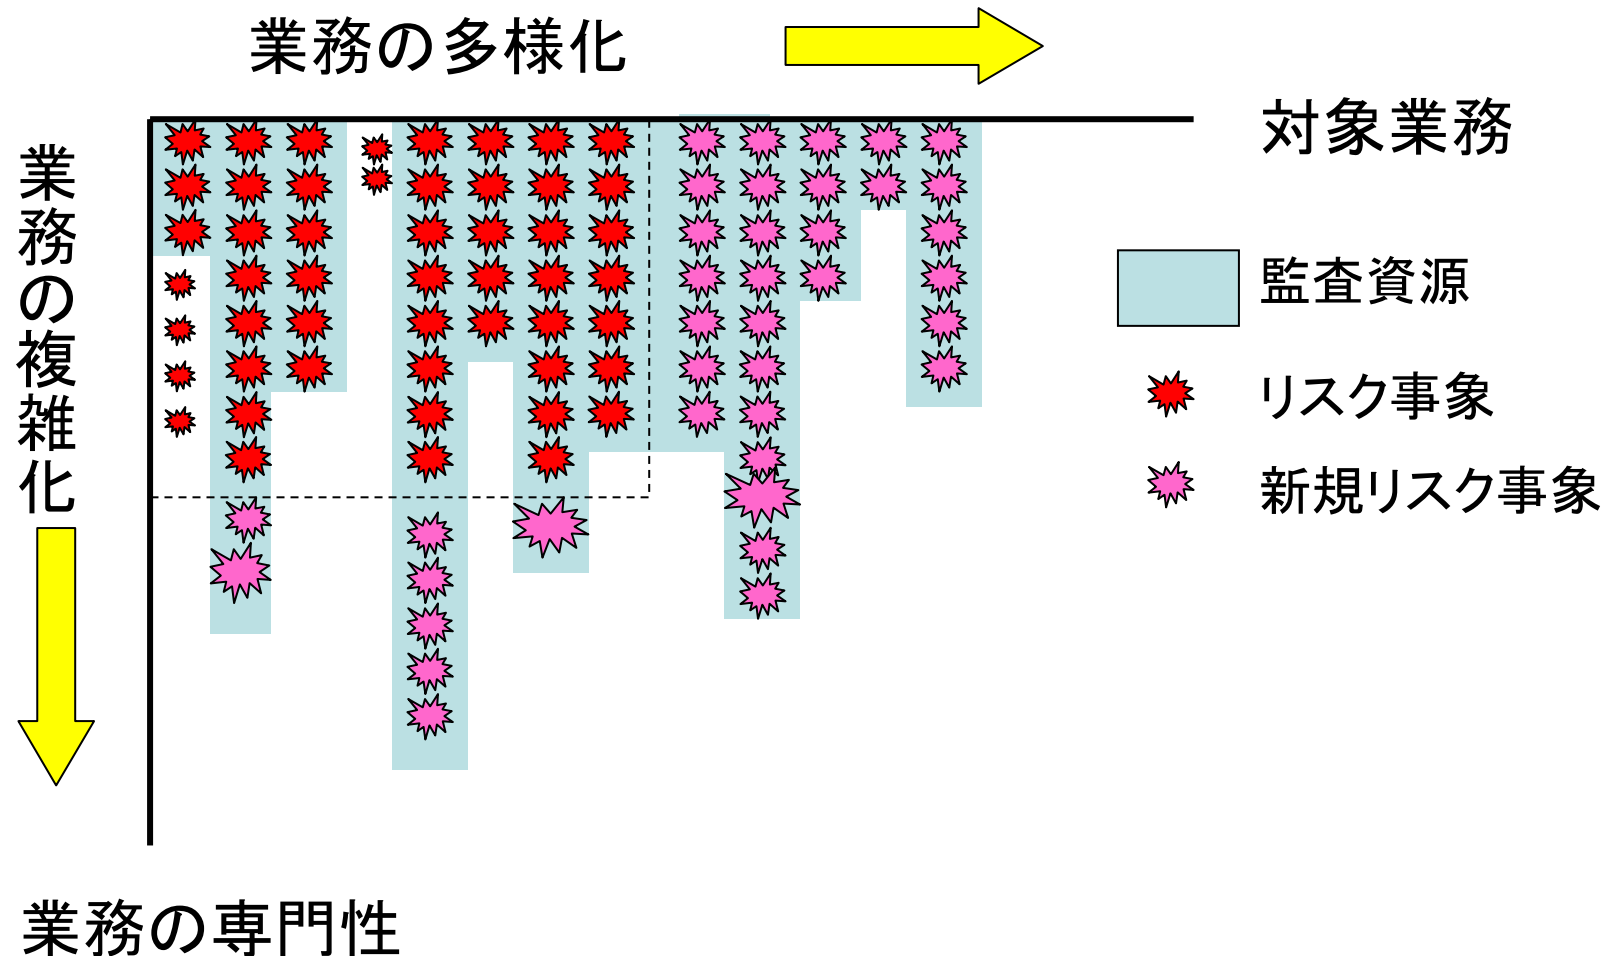 業務の多様化
対象業務
業務の複雑化
監査資源
リスク事象
新規リスク事象
業務の専門性